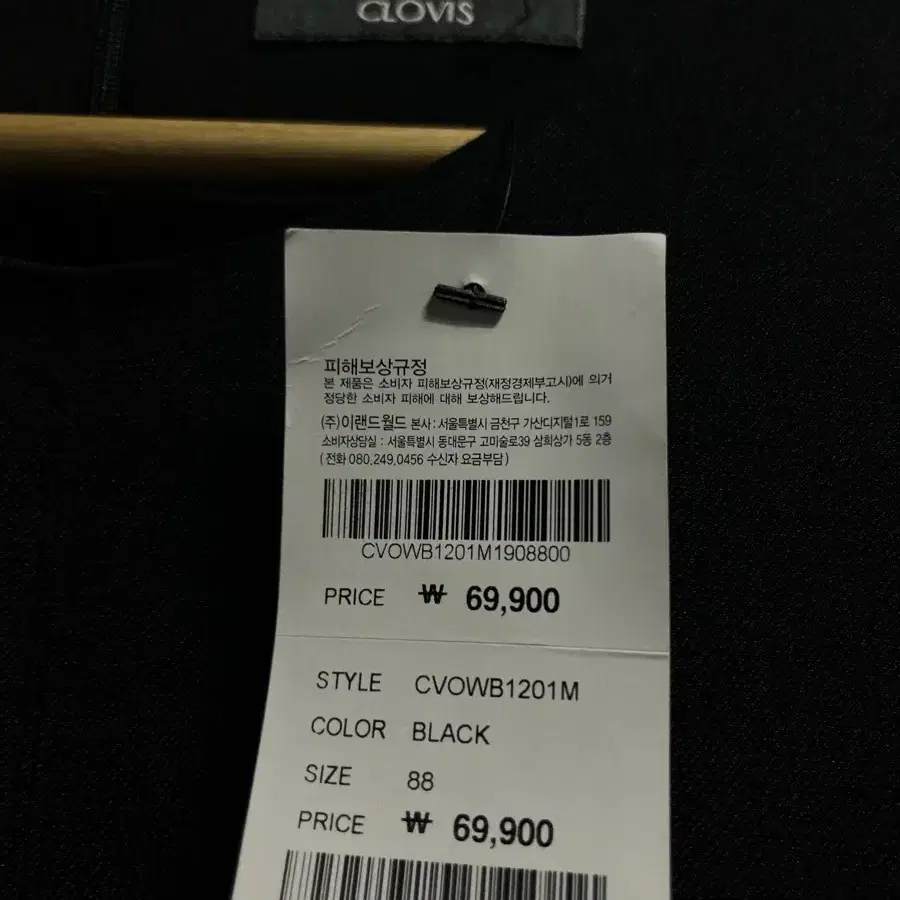 CLOVIS
피해보상규정
본 제품은 소비자 피해보상규정(재정경제부고시)에 의거
정당한 소비자 피해에 대해 보상해드립니다.
(주)이랜드월드 본사 : 서울특별시 금천구 가산디지털1로 159
소비자상담실 : 서울특별시 동대문구 고미술로39 삼희상가 5동 2층
(전화 080.249.0456 수신자 요금부담)
CVOWB1201M1908800
PRICE ₩ 69,900
STYLE CVOWB1201M
COLOR BLACK
SIZE 88
PRICE ₩ 69,900